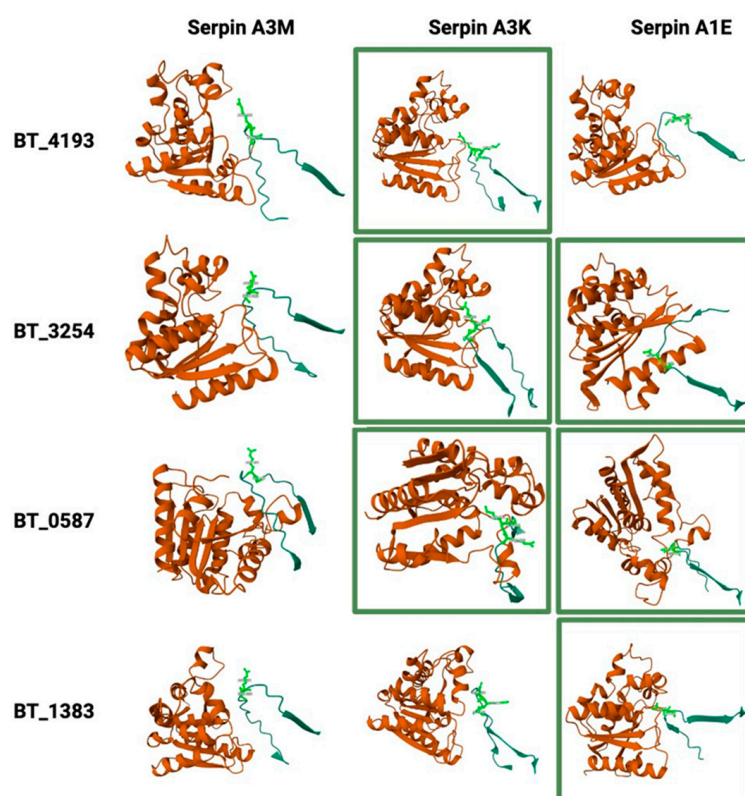 Serpin A3M Serpin A3K Serpin A1E
BT_4193
BT_3254
BT_0587
BT_1383